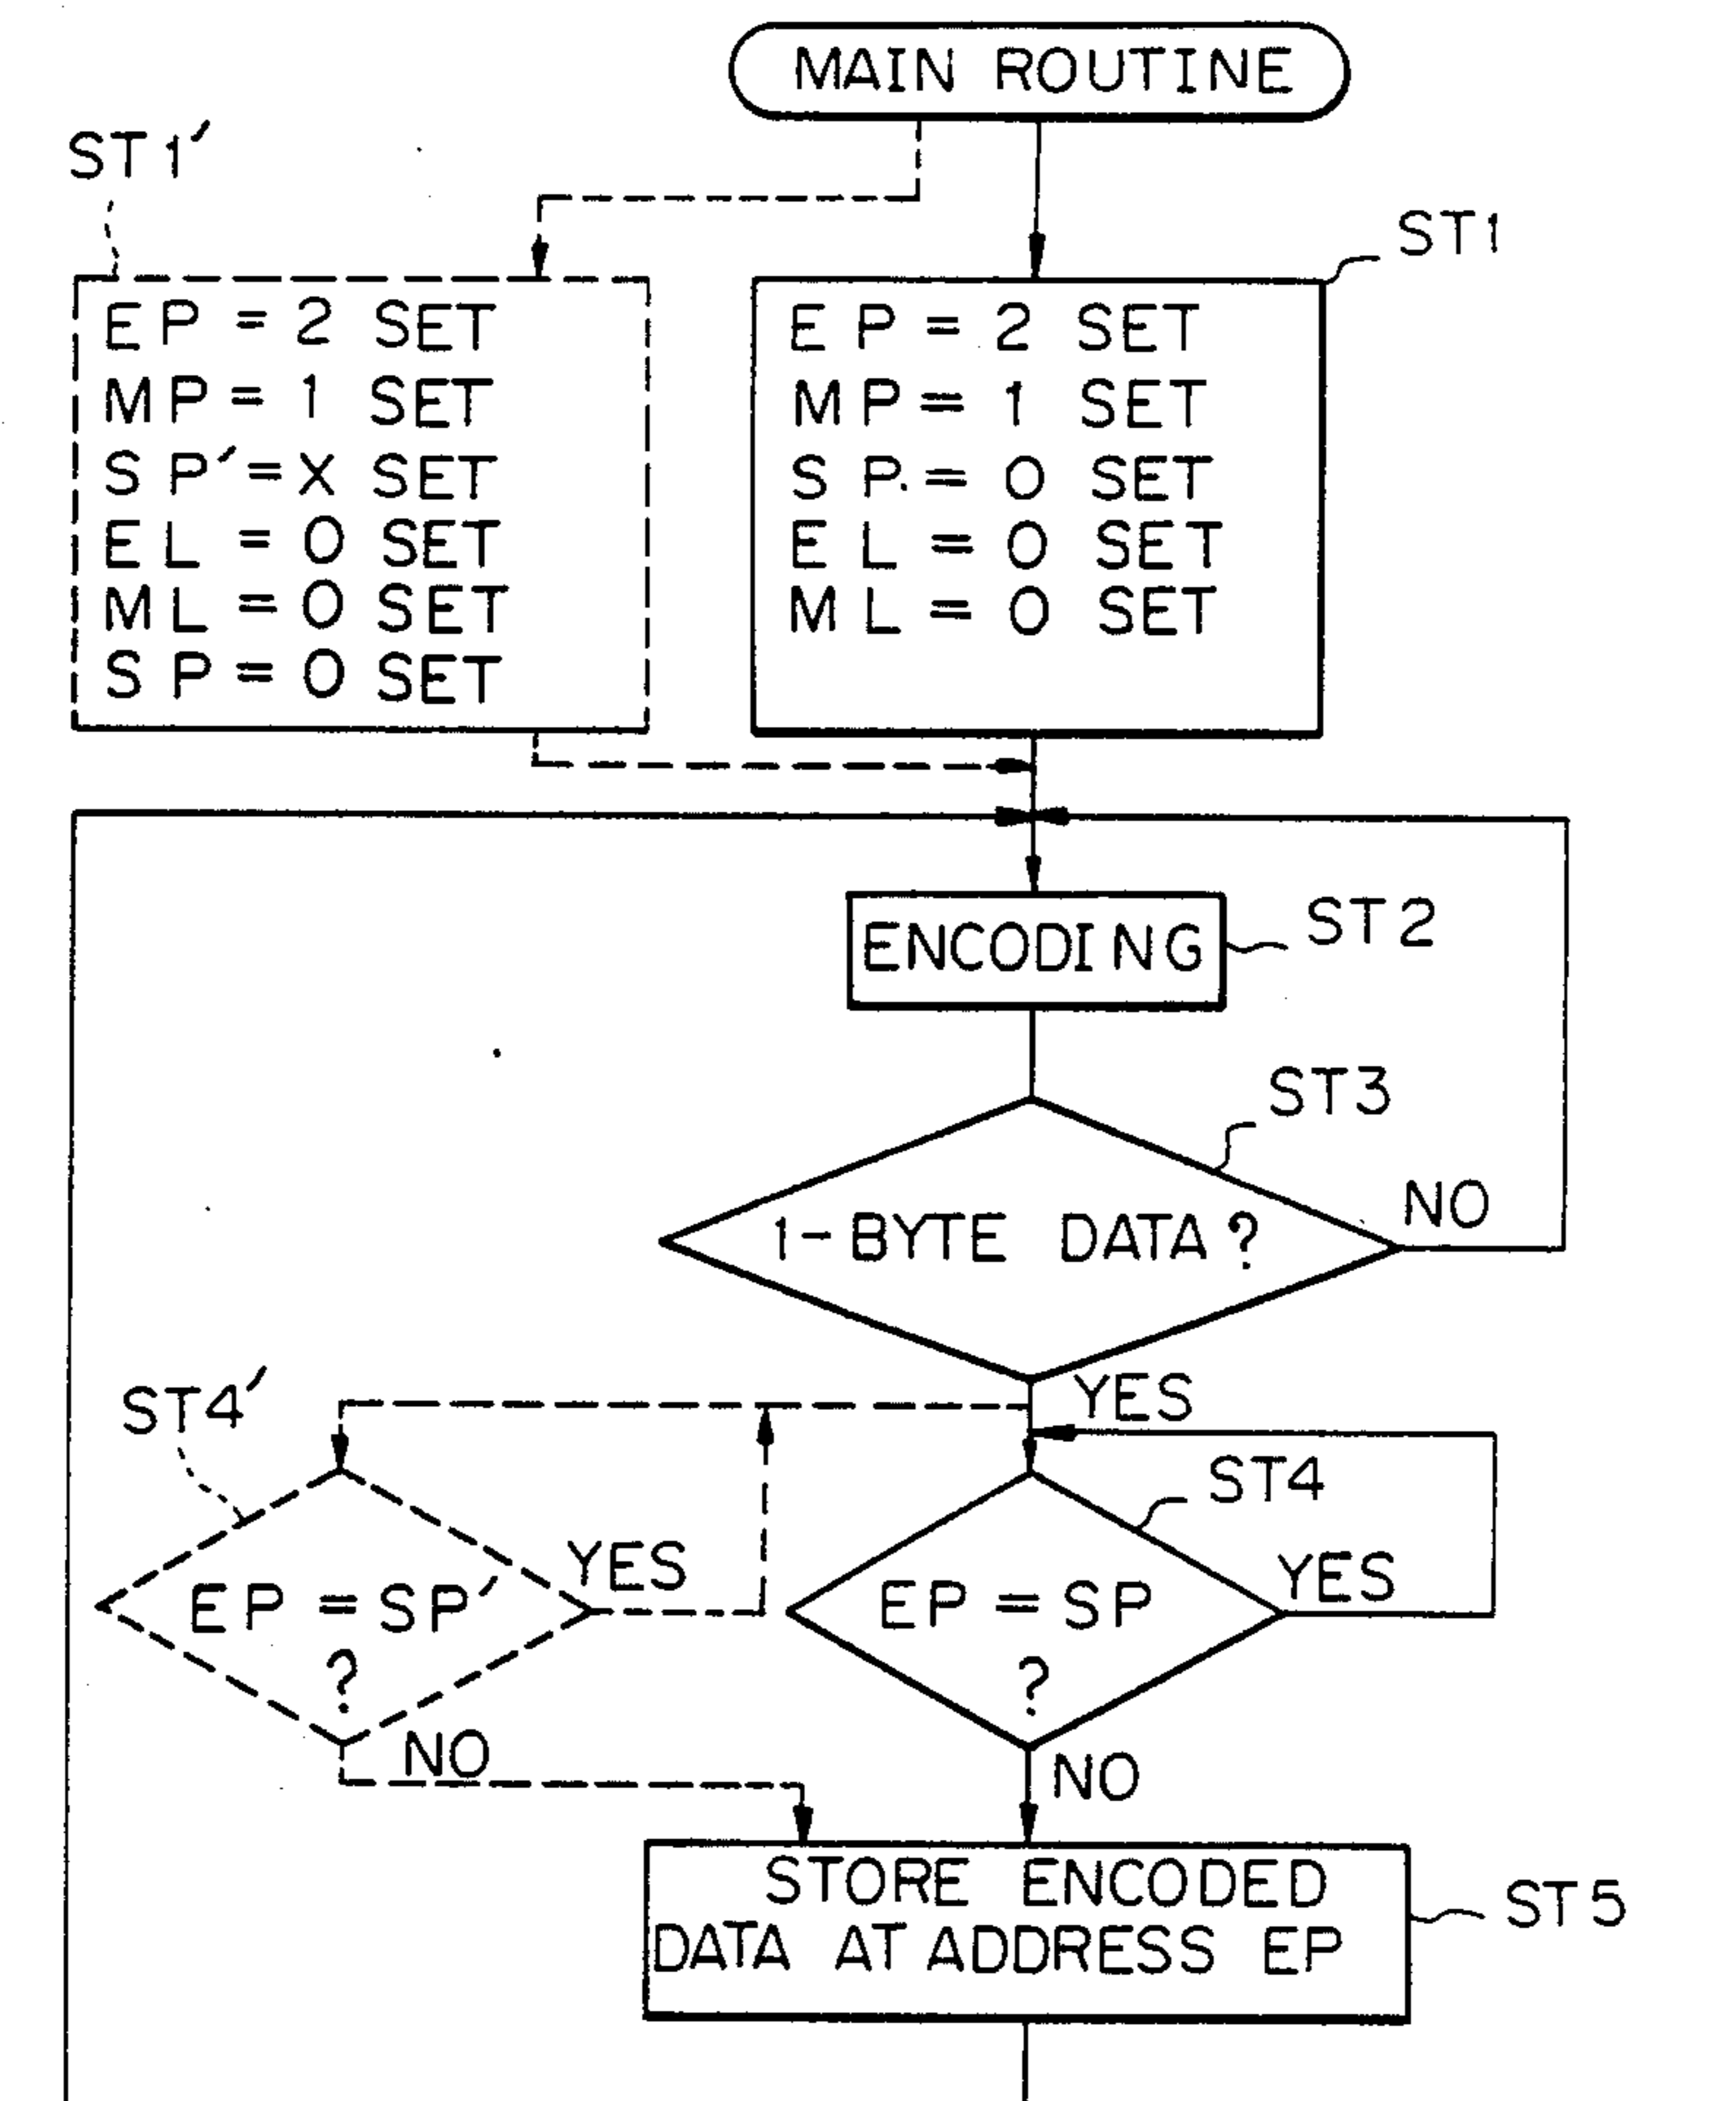 MAIN ROUTINE
ST1′
ST1
EP = 2 SET
MP = 1 SET
SP′ = X SET
EL = 0 SET
ML = 0 SET
SP = 0 SET
EP = 2 SET
MP = 1 SET
SP = 0 SET
EL = 0 SET
ML = 0 SET
ENCODING
ST2
ST3
1-BYTE DATA?
NO
YES
ST4′
ST4
EP = SP′
?
YES
EP = SP
?
YES
NO
NO
STORE ENCODED
DATA AT ADDRESS EP
ST5